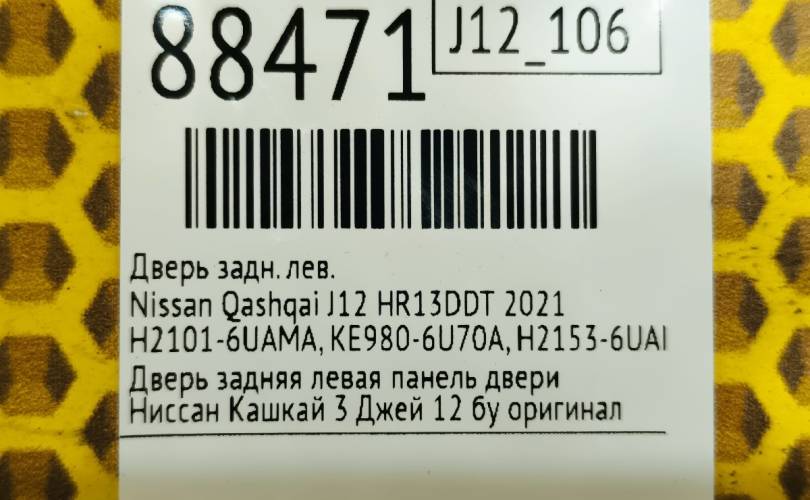 88471
J12_106
Дверь задн. лев.
Nissan Qashqai J12 HR13DDT 2021
H2101-6UAMA, KE980-6U70A, H2153-6UAI
Дверь задняя левая панель двери
Ниссан Кашкай 3 Джей 12 бу оригинал